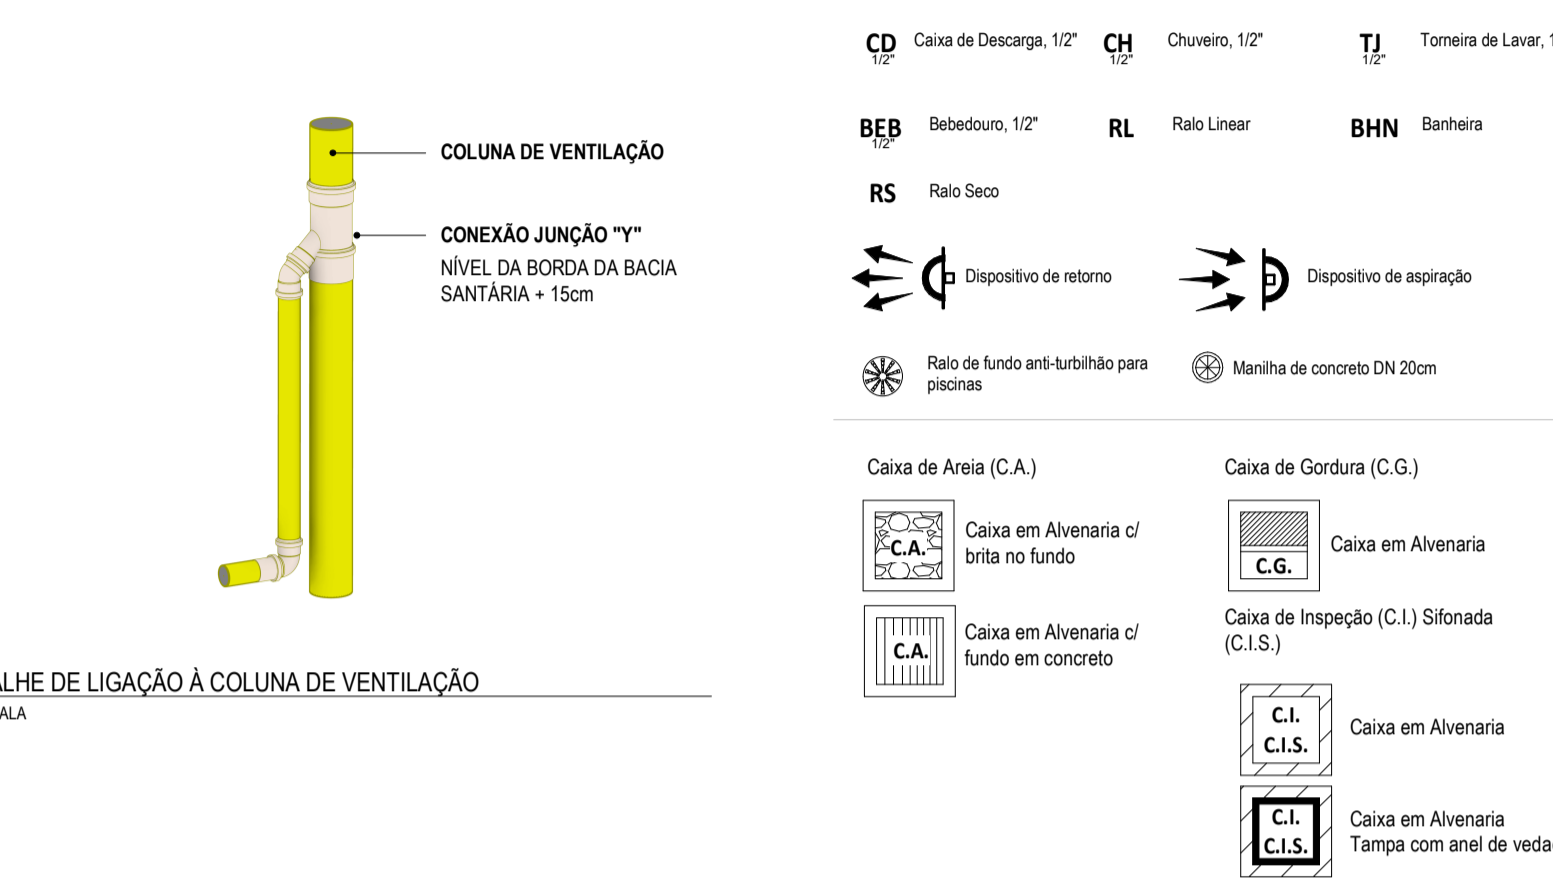 COLUNA DE VENTILAÇÃO
CONEXÃO JUNÇÃO "Y"
NÍVEL DA BORDA DA BACIA
SANTÁRIA + 15cm
ALHE DE LIGAÇÃO À COLUNA DE VENTILAÇÃO
ALA
CD 1/2" Caixa de Descarga, 1/2"
CH 1/2" Chuveiro, 1/2"
TJ 1/2" Torneira de Lavar, 1
BEB 1/2" Bebedouro, 1/2"
RL Ralo Linear
BHN Banheira
RS Ralo Seco
Dispositivo de retorno
Dispositivo de aspiração
Ralo de fundo anti-turbilhão para
piscinas
Manilha de concreto DN 20cm
Caixa de Areia (C.A.)
C.A.
Caixa em Alvenaria c/
brita no fundo
C.A.
Caixa em Alvenaria c/
fundo em concreto
Caixa de Gordura (C.G.)
C.G.
Caixa em Alvenaria
Caixa de Inspeção (C.I.) Sifonada
(C.I.S.)
C.I.
C.I.S.
Caixa em Alvenaria
C.I.
C.I.S.
Caixa em Alvenaria
Tampa com anel de veda